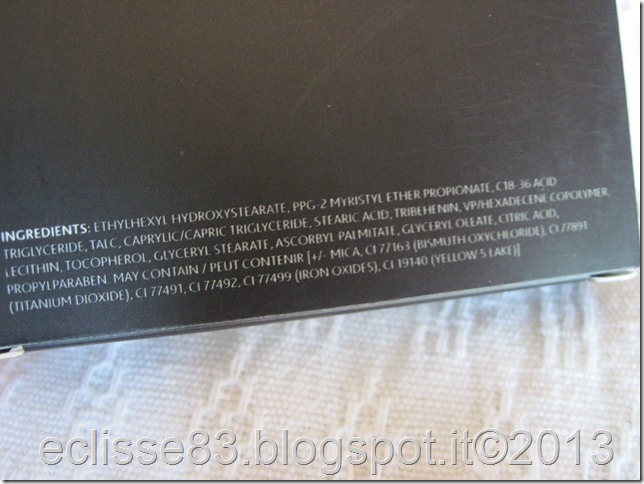 INGREDIENTS: ETHYLHEXYL HYDROXYSTEARATE, PPG-2 MYRISTYL ETHER PROPIONATE, C18-36 ACID
TRIGLYCERIDE, TALC, CAPRYLIC/CAPRIC TRIGLYCERIDE, STEARIC ACID, TRIBEHENIN, VP/HEXADECENE COPOLYMER,
LECITHIN, TOCOPHEROL, GLYCERYL STEARATE, ASCORBYL PALMITATE, GLYCERYL OLEATE, CITRIC ACID,
PROPYLPARABEN. MAY CONTAIN / PEUT CONTENIR [+/- MICA, CI 77163 (BISMUTH OXYCHLORIDE), CI 77891
(TITANIUM DIOXIDE), CI 77491, CI 77492, CI 77499 (IRON OXIDES), CI 19140 (YELLOW 5 LAKE)]
eclisse83.blogspot.it©2013